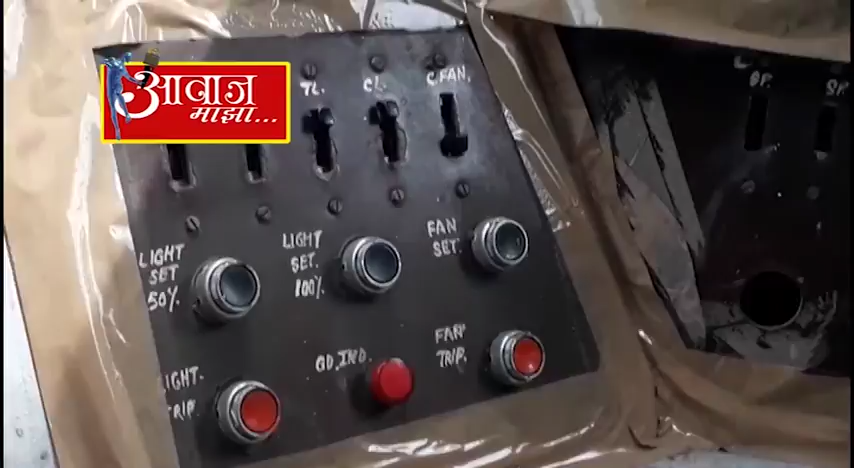 आवाज
माझा...
TL.
CL.
C,FAN.
LIGHT
SET
50%
LIGHT
SET.
100%
FAN
SET.
LIGHT.
TRIP.
GD.IND.
FAN
TRIP.